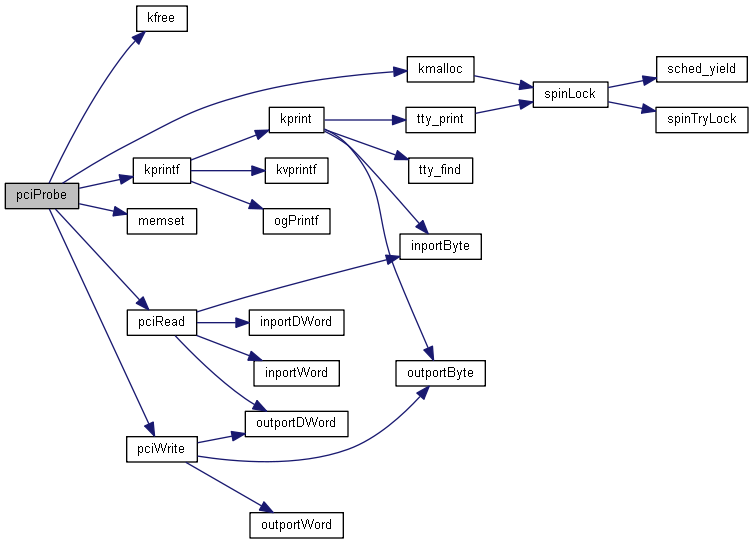 kfree
kmalloc
sched_yield
spinLock
kprint
tty_print
spinTryLock
kprintf
kvprintf
tty_find
pciProbe
memset
ogPrintf
inportByte
pciRead
inportDWord
inportWord
outportByte
outportDWord
pciWrite
outportWord